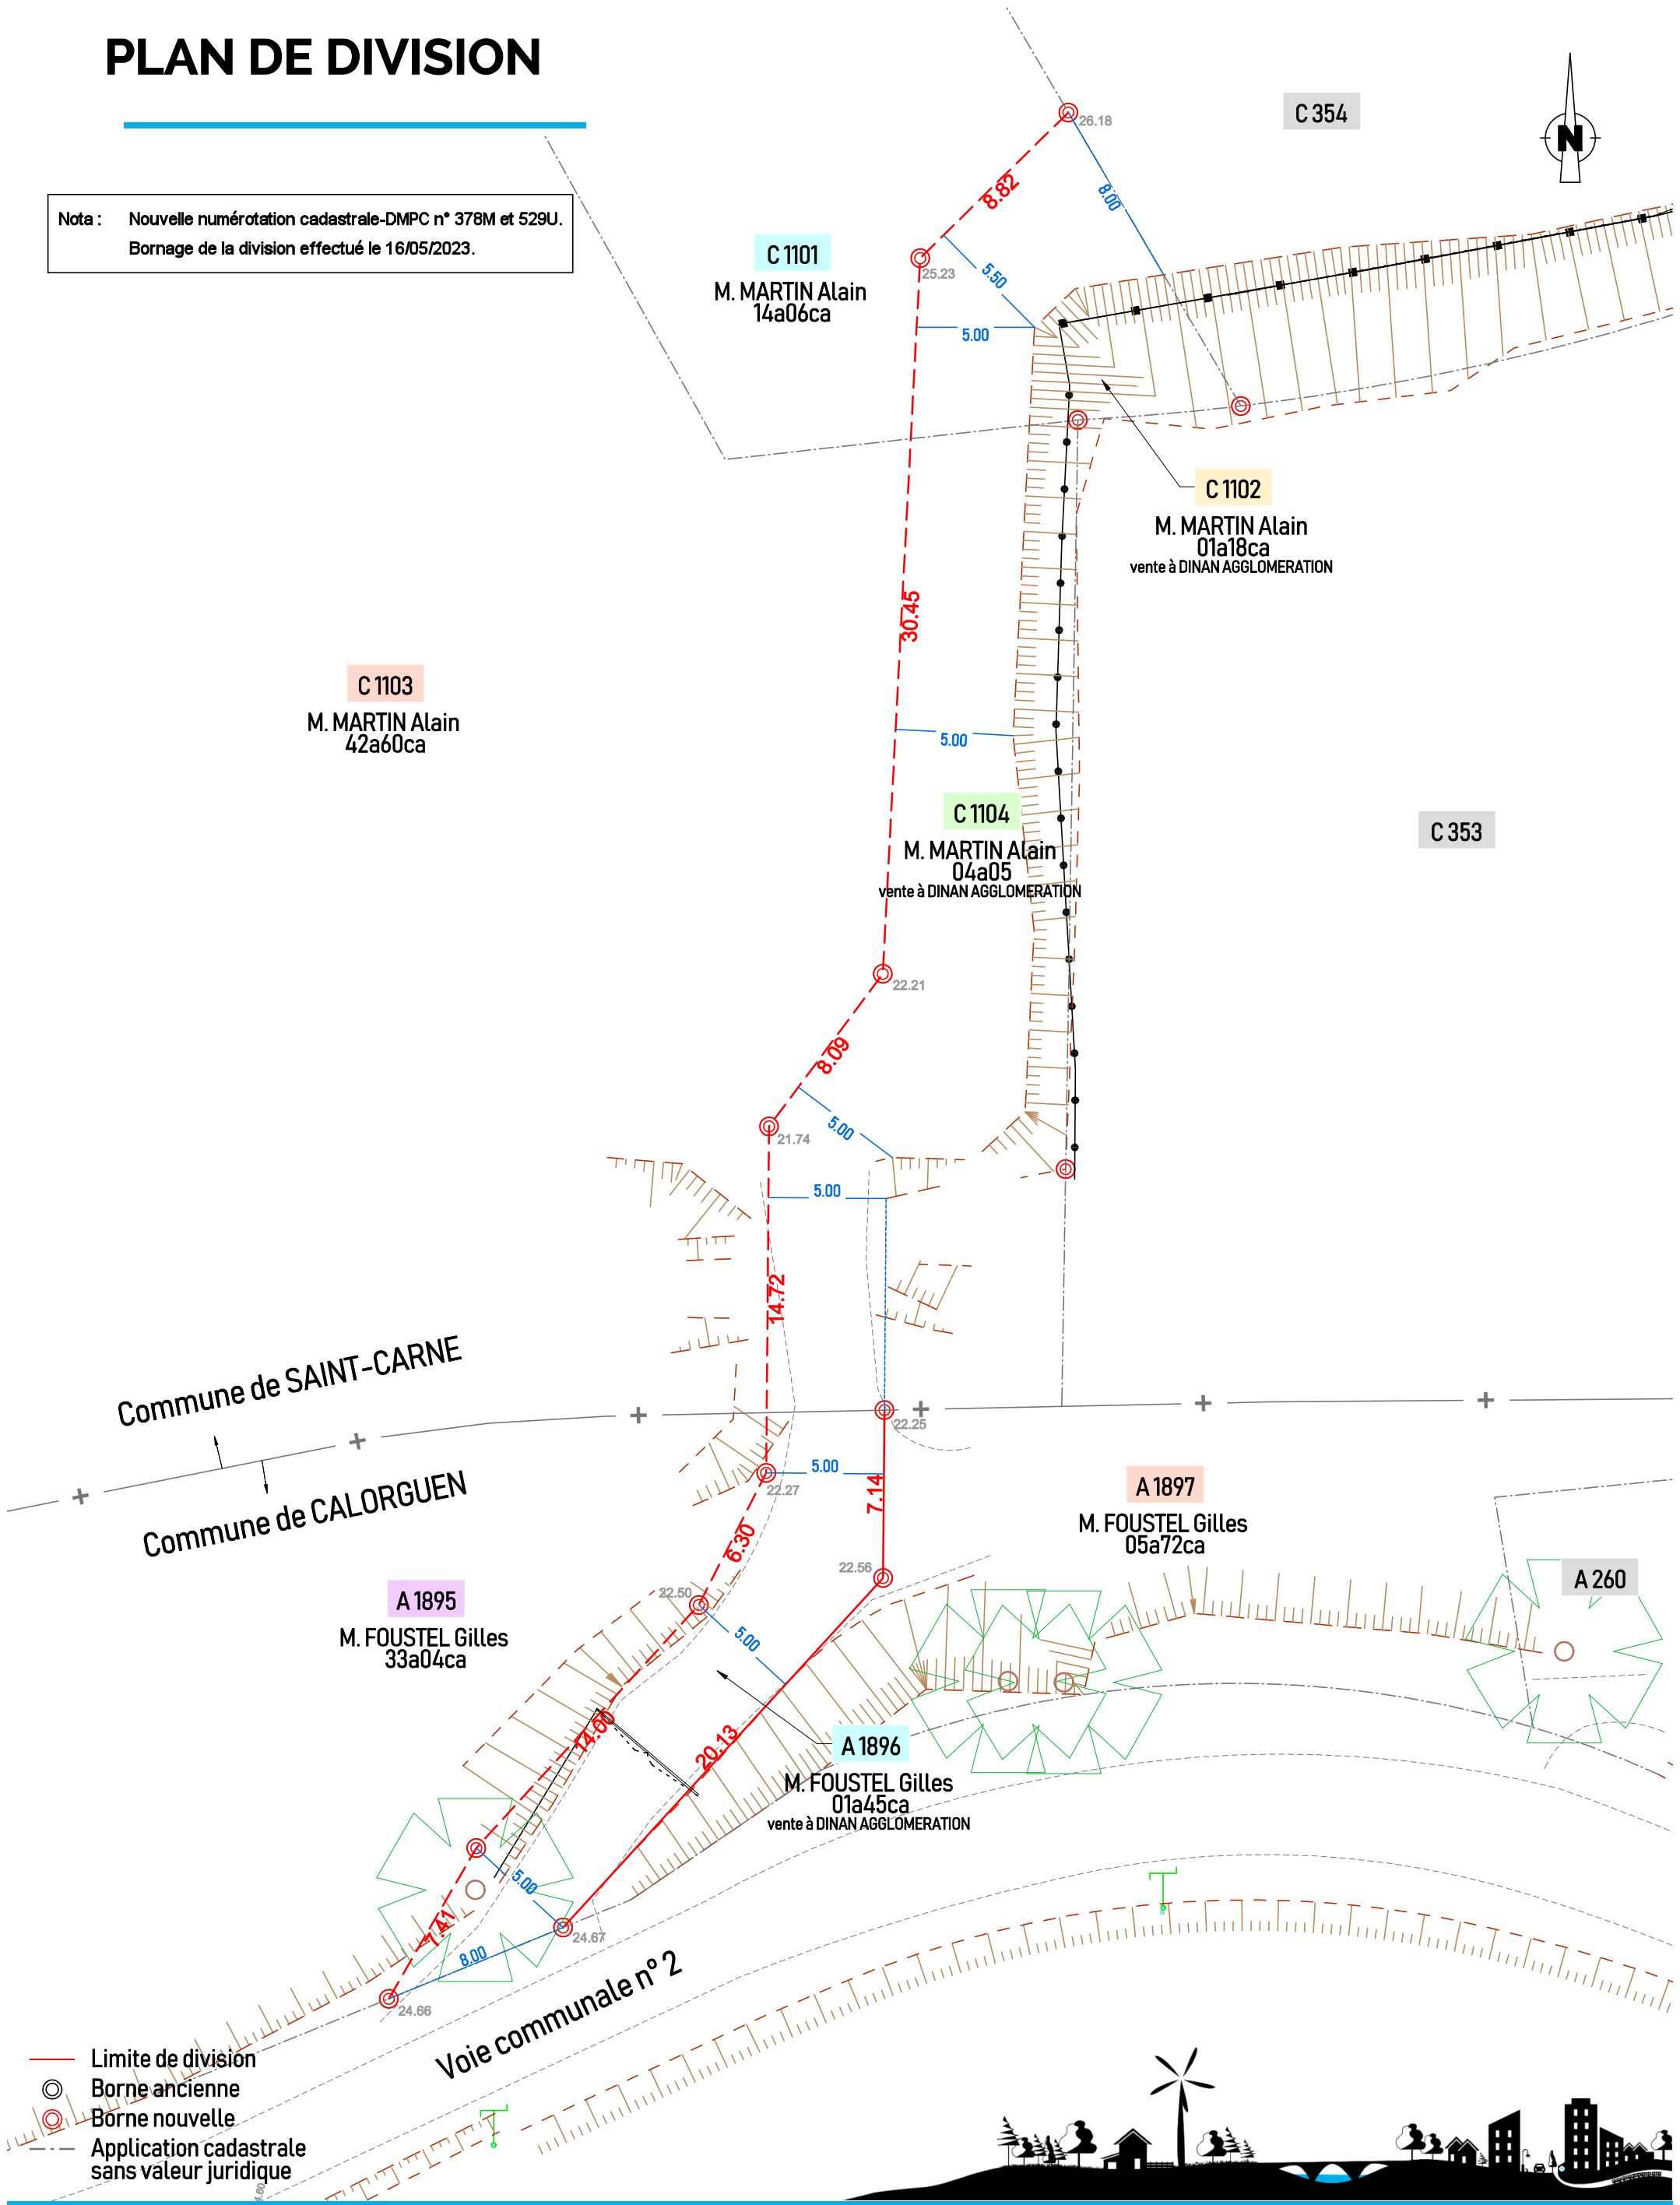 PLAN DE DIVISION
Nota : Nouvelle numérotation cadastrale-DMPC n° 378M et 529U.
Bornage de la division effectué le 16/05/2023.
26.18
C 354
N
8.82
8.00
C 1101
M. MARTIN Alain
14a06ca
25.23
5.50
5.00
C 1102
M. MARTIN Alain
01a18ca
vente à DINAN AGGLOMERATION
30.45
C 1103
M. MARTIN Alain
42a60ca
5.00
C 1104
M. MARTIN Alain
04a05
vente à DINAN AGGLOMERATION
C 353
22.21
8.09
21.74
5.00
5.00
14.72
Commune de SAINT-CARNE
22.25
Commune de CALORGUEN
5.00
22.27
7.14
A 1897
M. FOUSTEL Gilles
05a72ca
6.30
22.56
22.50
A 260
A 1895
M. FOUSTEL Gilles
33a04ca
5.00
14.00
20.13
A 1896
M. FOUSTEL Gilles
01a45ca
vente à DINAN AGGLOMERATION
5.00
7.41
24.67
8.00
24.66
Voie communale n° 2
Limite de division
Borne ancienne
Borne nouvelle
Application cadastrale
sans valeur juridique